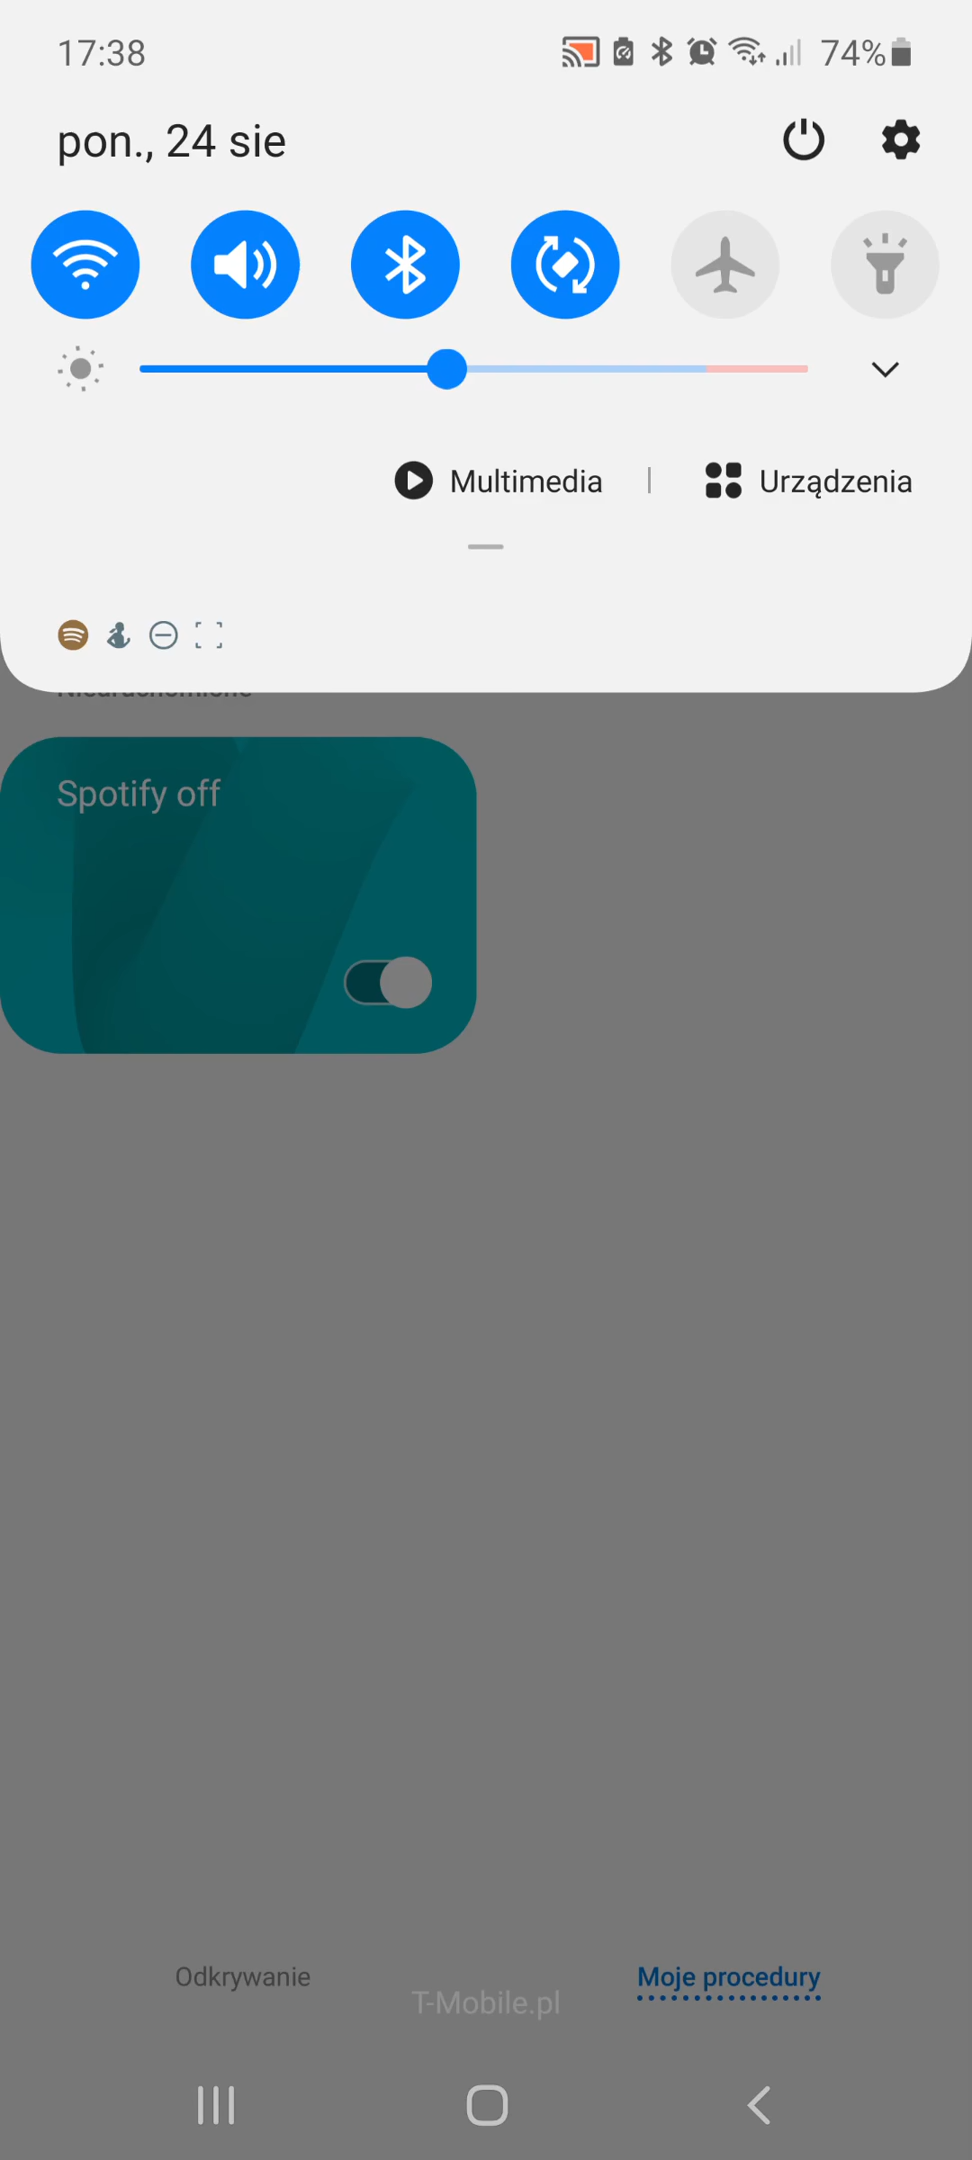 17:38
74%
pon., 24 sie
Multimedia | Urządzenia
Spotify off
Odkrywanie
Moje procedury
T-Mobile.pl